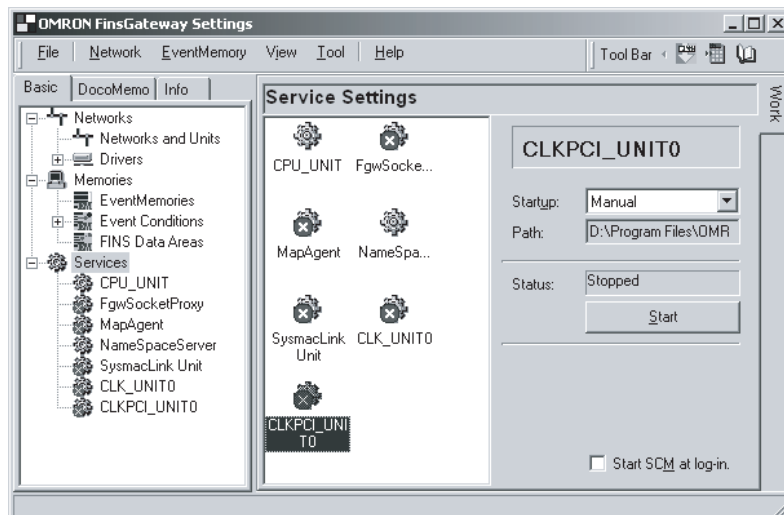 OMRON FinsGateway Settings
File Network EventMemory View Tool Help Tool Bar
Basic DocoMemo Info
Networks
Networks and Units
Drivers
Memories
EventMemories
Event Conditions
FINS Data Areas
Services
CPU_UNIT
FgwSocketProxy
MapAgent
NameSpaceServer
SysmacLink Unit
CLK_UNIT0
CLKPCI_UNIT0
Service Settings
CPU_UNIT FgwSocke...
MapAgent NameSpa...
SysmacLink Unit CLK_UNIT0
CLKPCI_UNI
T0
CLKPCI_UNIT0
Startup: Manual
Path: D:\Program Files\OMR
Status: Stopped
Start
Start SCM at log-in.
Work